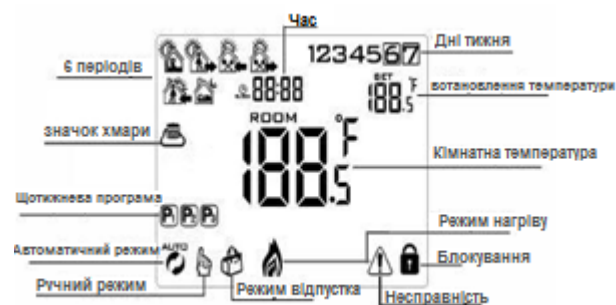 Час
1234567
Дні тижня
6 періодів
88:88
SET
188.5 °F
встановлення температури
значок хмари
ROOM
188.5 °F
Кімнатна температура
Щотижнева програма
P1 P2 P3
Режим нагріву
AUTO
Автоматичний режим
Блокування
Ручний режим
Режим відпустка
Несправність